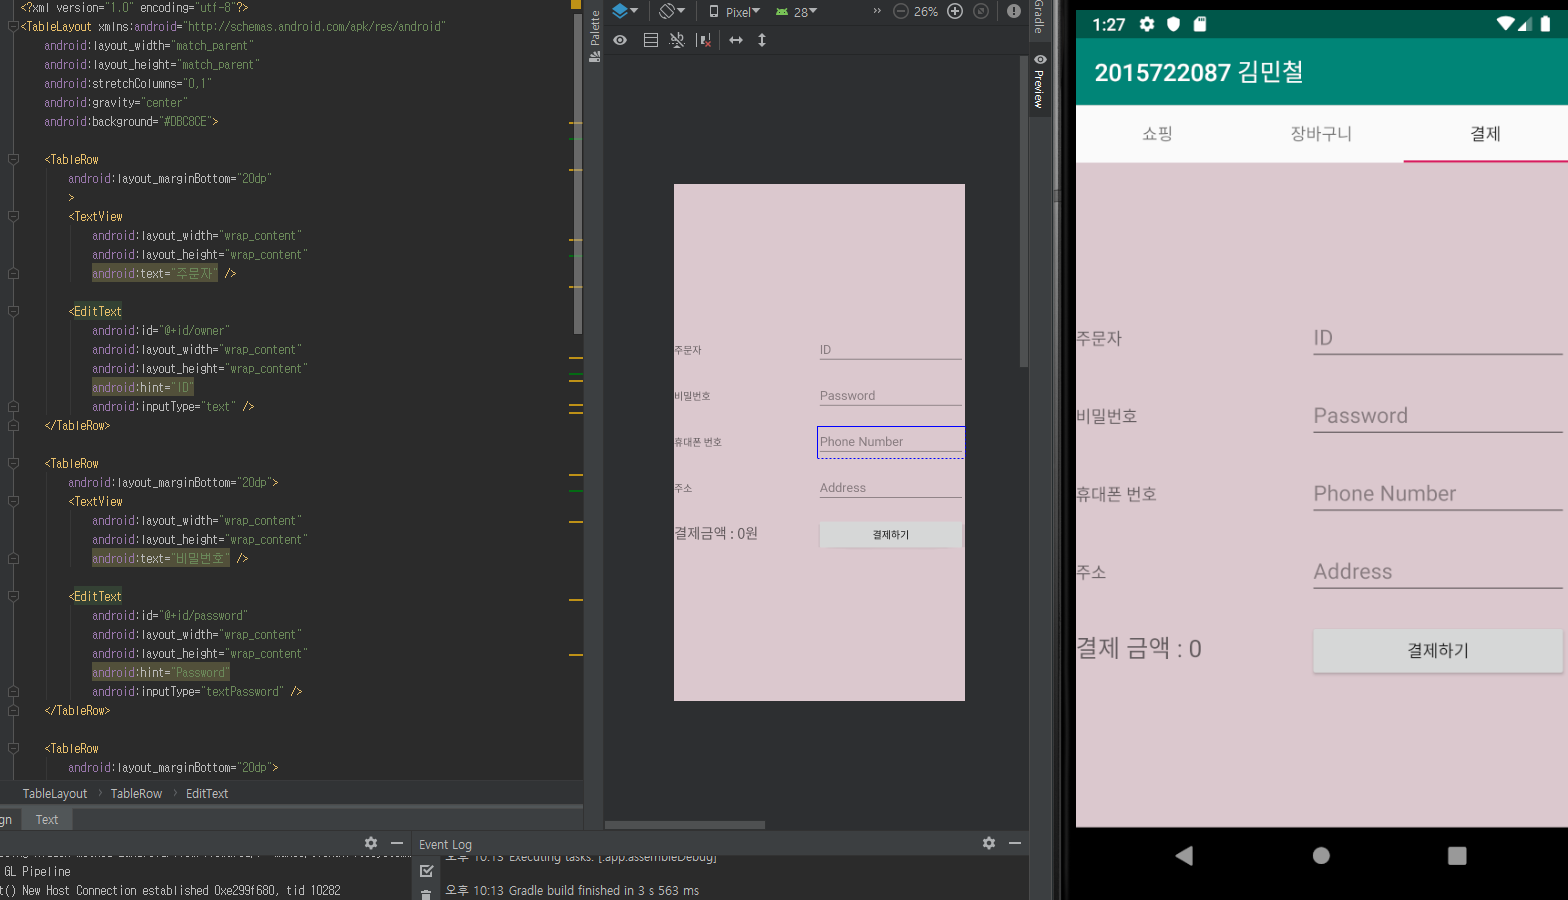 <?xml version="1.0" encoding="utf-8"?>
<TableLayout xmlns:android="http://schemas.android.com/apk/res/android"
android:layout_width="match_parent"
android:layout_height="match_parent"
android:stretchColumns="0,1"
android:gravity="center"
android:background="#DBC8CE">
<TableRow
android:layout_marginBottom="20dp"
>
<TextView
android:layout_width="wrap_content"
android:layout_height="wrap_content"
android:text="주문자" />
<EditText
android:id="@+id/owner"
android:layout_width="wrap_content"
android:layout_height="wrap_content"
android:hint="ID"
android:inputType="text" />
</TableRow>
<TableRow
android:layout_marginBottom="20dp">
<TextView
android:layout_width="wrap_content"
android:layout_height="wrap_content"
android:text="비밀번호" />
<EditText
android:id="@+id/password"
android:layout_width="wrap_content"
android:layout_height="wrap_content"
android:hint="Password"
android:inputType="textPassword" />
</TableRow>
<TableRow
android:layout_marginBottom="20dp">
TableLayout > TableRow > EditText
gn Text
GL Pipeline
t() New Host Connection established 0xe299f680, tid 10282
Event Log
오후 10:13 Executing tasks: [:app:assembleDebug]
오후 10:13 Gradle build finished in 3 s 563 ms
Palette
Pixel 28 » 26%
주문자 ID
비밀번호 Password
휴대폰 번호 Phone Number
주소 Address
결제금액 : 0원 결제하기
Gradle
Preview
1:27
2015722087 김민철
쇼핑 장바구니 결제
주문자 ID
비밀번호 Password
휴대폰 번호 Phone Number
주소 Address
결제 금액 : 0 결제하기